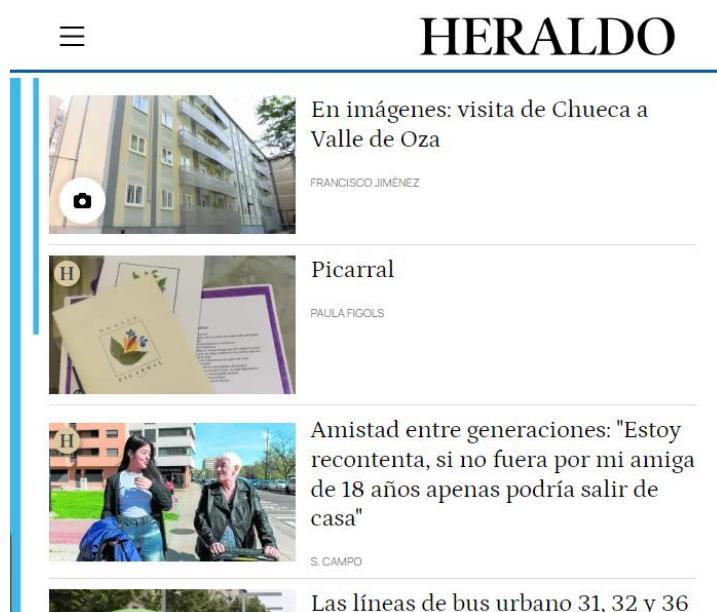 HERALDO
En imágenes: visita de Chueca a
Valle de Oza
FRANCISCO JIMÉNEZ
H
Picarral
PAULA FIGOLS
POUTES
PICARRAL
H
Amistad entre generaciones: "Estoy
recontenta, si no fuera por mi amiga
de 18 años apenas podría salir de
casa"
S. CAMPO
Las líneas de bus urbano 31, 32 y 36